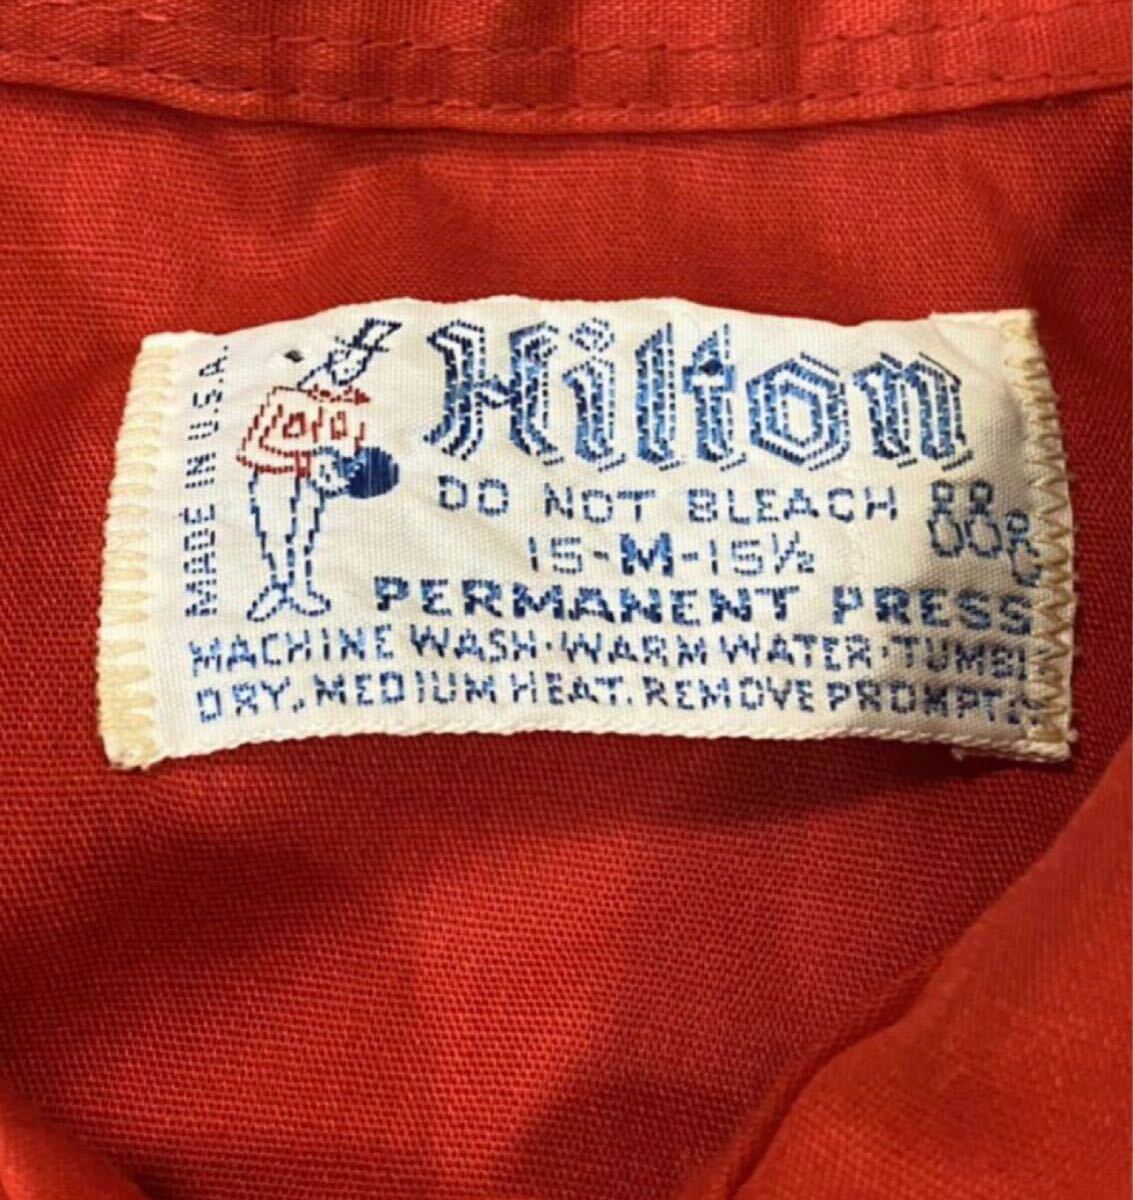 MADE IN U.S.A.
Hilton
DO NOT BLEACH
15-M-15½
PERMANENT PRESS
MACHINE WASH·WARM WATER·TUMBL
DRY, MEDIUM HEAT. REMOVE PROMPTLY